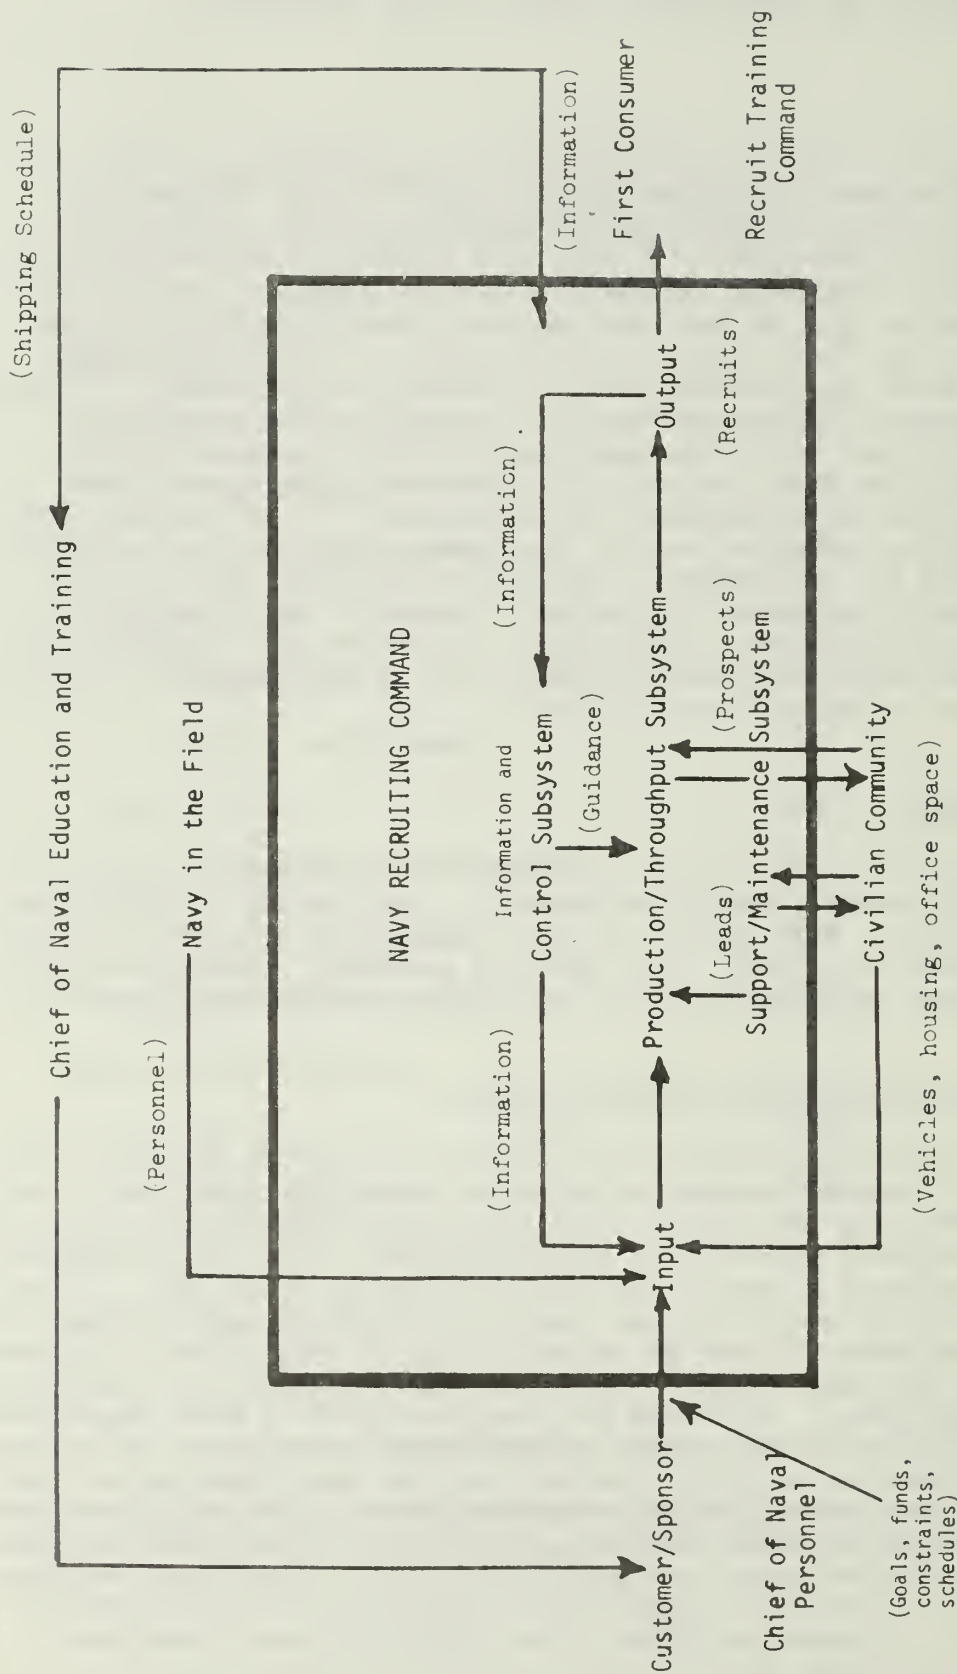 (Shipping Schedule)
Chief of Naval Education and Training
(Personnel)
Navy in the Field
NAVY RECRUITING COMMAND
(Information)
Information and
Control Subsystem
(Information)
(Information)
(Guidance)
Customer/Sponsor
Input
Production/Throughput Subsystem
Output
First Consumer
Chief of Naval
Personnel
(Leads)
(Prospects)
(Recruits)
Recruit Training
Command
Support/Maintenance Subsystem
(Goals, funds,
constraints,
schedules)
Civilian Community
(Vehicles, housing, office space)